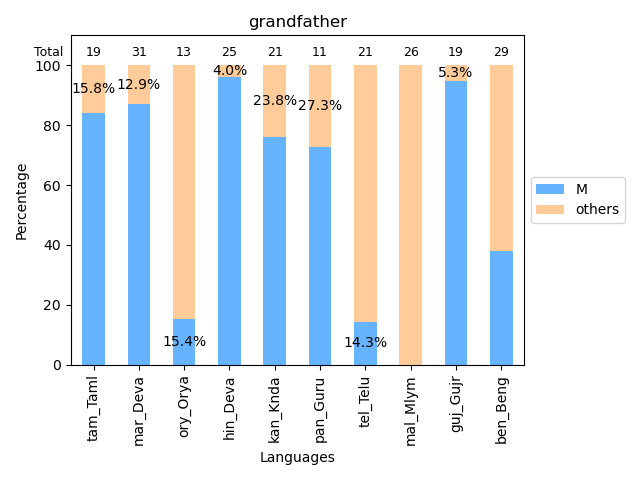 grandfather
Total 19 31 13 25 21 11 21 26 19 29
100
80
60
40
20
0
Percentage
15.8% 12.9% 15.4% 4.0% 23.8% 27.3% 14.3% 5.3%
M
others
tam_Taml mar_Deva ory_Orya hin_Deva kan_Knda pan_Guru tel_Telu mal_Mlym guj_Gujr ben_Beng
Languages